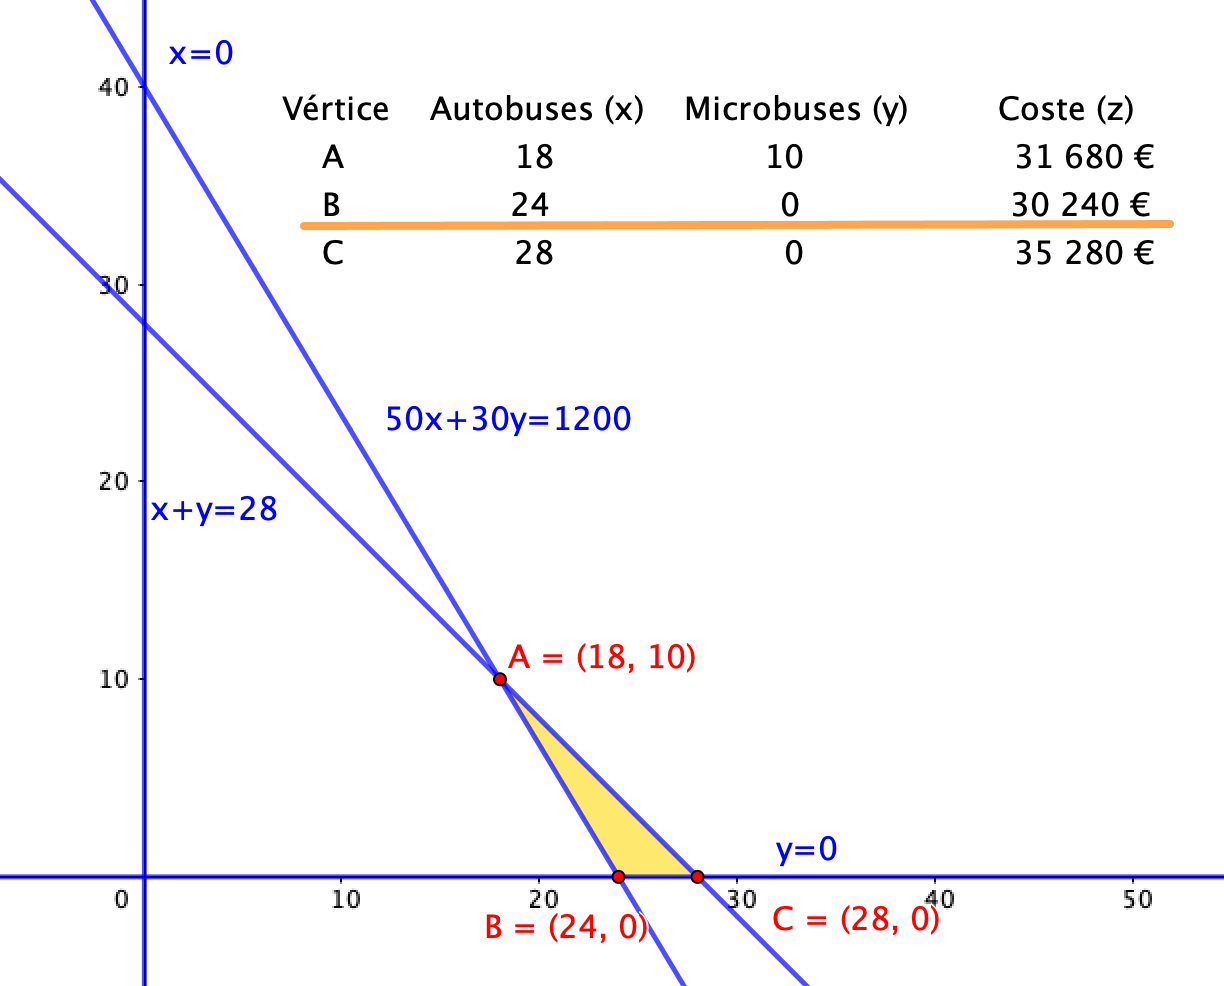 x=0
40
Vértice Autobuses (x) Microbuses (y) Coste (z)
A 18 10 31 680 €
B 24 0 30 240 €
C 28 0 35 280 €
30
50x+30y=1200
20
x+y=28
A = (18, 10)
10
y=0
0 10 20 30 40 50
B = (24, 0) C = (28, 0)